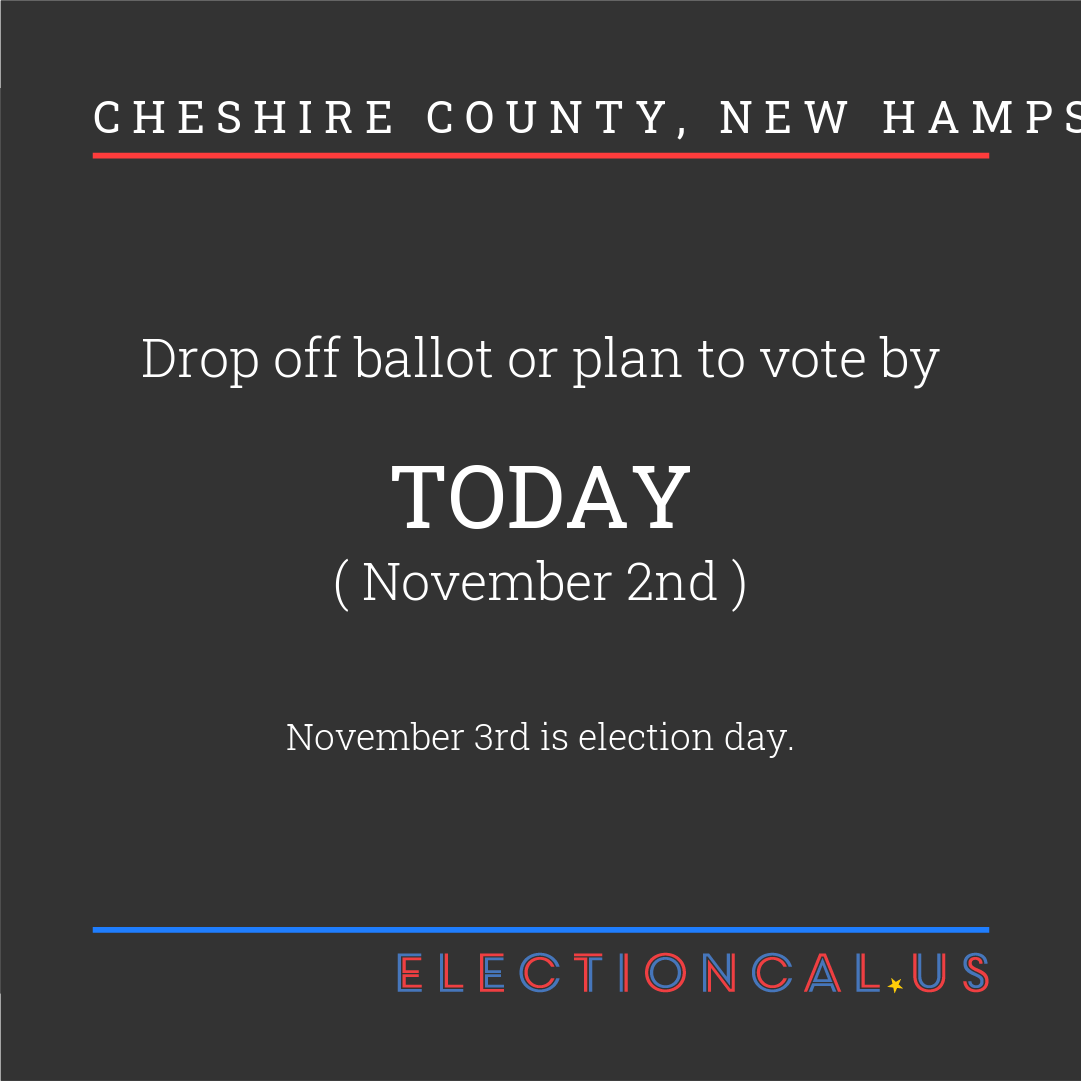 CHESHIRE COUNTY, NEW HAMPS
Drop off ballot or plan to vote by
TODAY
( November 2nd )
November 3rd is election day.
ELECTIONCAL.US